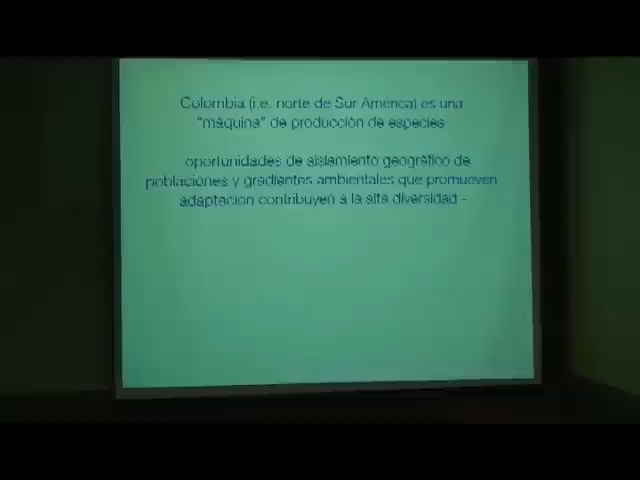 Colombia (i.e. norte de Sur América) es una
"máquina" de producción de especies
oportunidades de aislamiento geográfico de
poblaciones y gradientes ambientales que promueven
adaptación contribuyen a la alta diversidad -